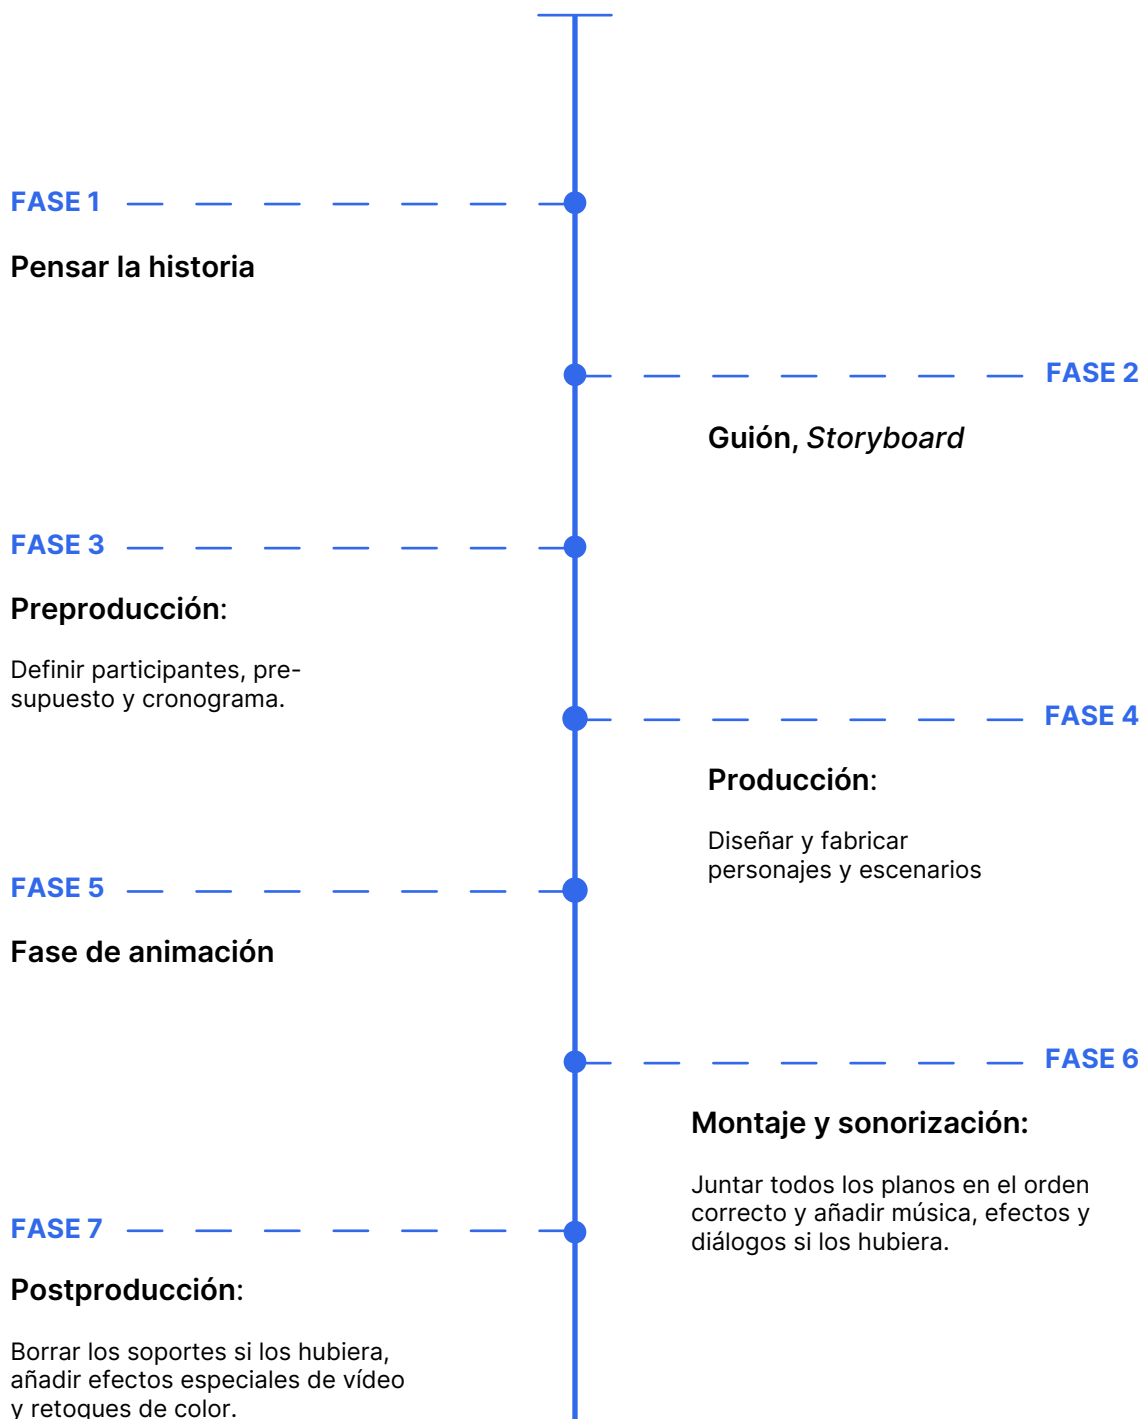 FASE 1
Pensar la historia
FASE 2
Guión, Storyboard
FASE 3
Preproducción:
Definir participantes, pre-
supuesto y cronograma.
FASE 4
Producción:
Diseñar y fabricar
personajes y escenarios
FASE 5
Fase de animación
FASE 6
Montaje y sonorización:
Juntar todos los planos en el orden
correcto y añadir música, efectos y
diálogos si los hubiera.
FASE 7
Postproducción:
Borrar los soportes si los hubiera,
añadir efectos especiales de vídeo
y retoques de color.